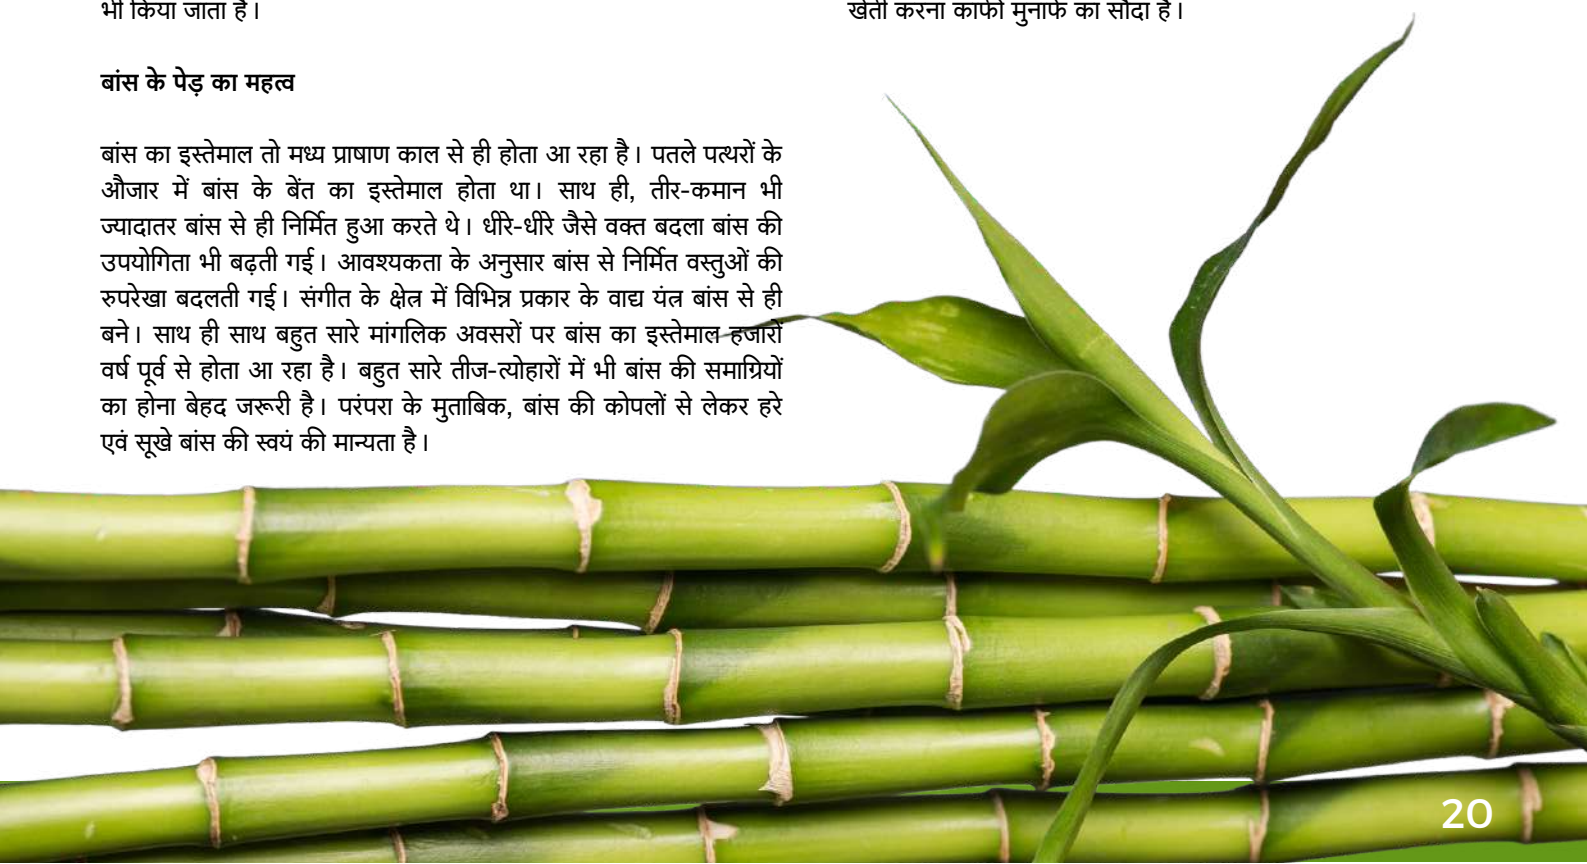 भी किया जाता है।
बांस के पेड़ का महत्व
बांस का इस्तेमाल तो मध्य प्राषाण काल से ही होता आ रहा है। पतले पत्थरों के
औजार में बांस के बेंत का इस्तेमाल होता था। साथ ही, तीर-कमान भी
ज्यादातर बांस से ही निर्मित हुआ करते थे। धीरे-धीरे जैसे वक्त बदला बांस की
उपयोगिता भी बढ़ती गई। आवश्यकता के अनुसार बांस से निर्मित वस्तुओं की
रुपरेखा बदलती गई। संगीत के क्षेत्र में विभिन्न प्रकार के वाद्य यंत्र बांस से ही
बने। साथ ही साथ बहुत सारे मांगलिक अवसरों पर बांस का इस्तेमाल हजारों
वर्ष पूर्व से होता आ रहा है। बहुत सारे तीज-त्योहारों में भी बांस की समाग्रियों
का होना बेहद जरूरी है। परंपरा के मुताबिक, बांस की कोपलों से लेकर हरे
एवं सूखे बांस की स्वयं की मान्यता है।
खेती करना काफी मुनाफे का सौदा है।
20